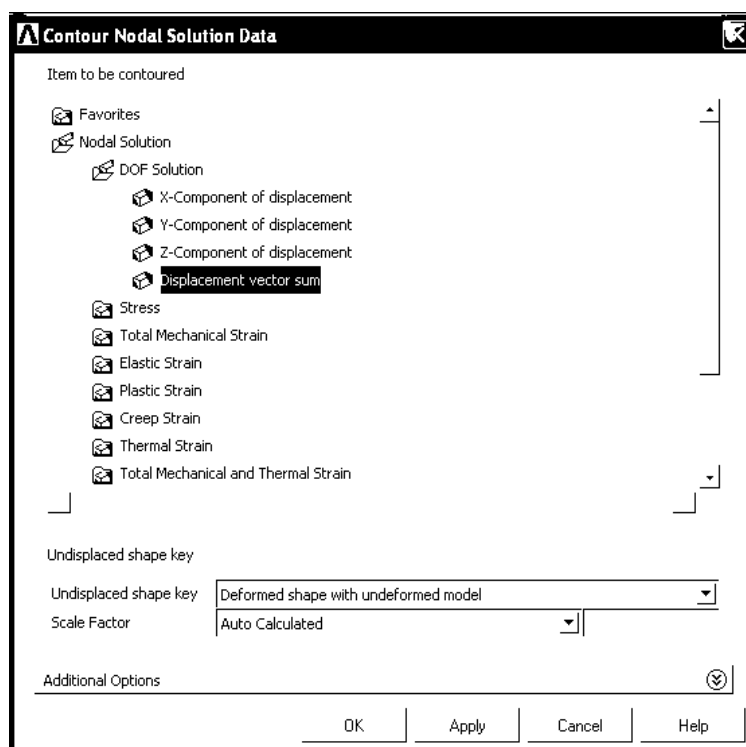 Contour Nodal Solution Data
Item to be contoured
Favorites
Nodal Solution
DOF Solution
X-Component of displacement
Y-Component of displacement
Z-Component of displacement
Displacement vector sum
Stress
Total Mechanical Strain
Elastic Strain
Plastic Strain
Creep Strain
Thermal Strain
Total Mechanical and Thermal Strain
Undisplaced shape key
Undisplaced shape key Deformed shape with undeformed model
Scale Factor Auto Calculated
Additional Options
OK Apply Cancel Help